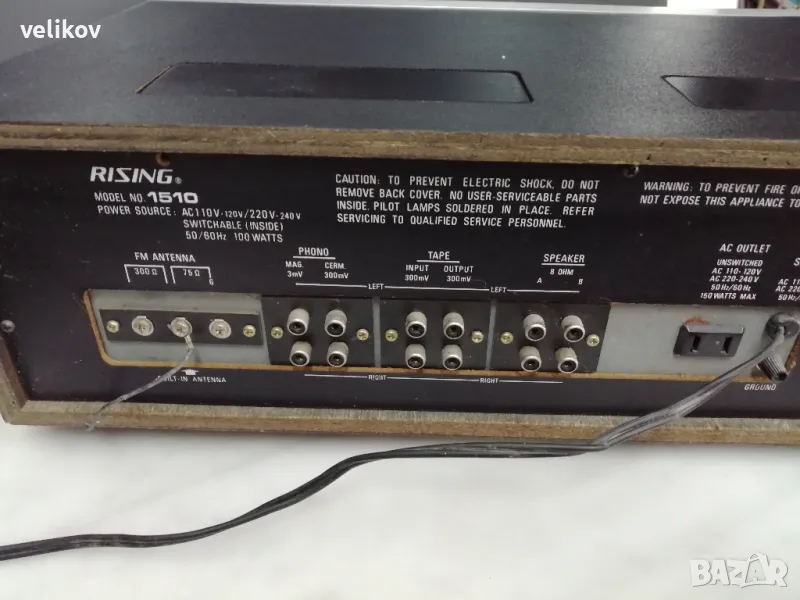 velikov
RISING®
MODEL NO. 1510
POWER SOURCE : AC110V-120V/220V-240V
SWITCHABLE (INSIDE)
50/60Hz 100 WATTS
CAUTION: TO PREVENT ELECTRIC SHOCK, DO NOT
REMOVE BACK COVER. NO USER-SERVICEABLE PARTS
INSIDE. PILOT LAMPS SOLDERED IN PLACE. REFER
SERVICING TO QUALIFIED SERVICE PERSONNEL.
WARNING: TO PREVENT FIRE OR
NOT EXPOSE THIS APPLIANCE TO
FM ANTENNA
300Ω 75Ω G
PHONO
MAG. CERM.
3mV 300mV
TAPE
INPUT OUTPUT
300mV 300mV
SPEAKER
8 OHM
A B
LEFT LEFT
AC OUTLET
UNSWITCHED
AC 110-120V
AC 220-240V
50Hz/60Hz
150WATTS MAX
AC 11
50H
RIGHT RIGHT
BUILT-IN ANTENNA
GROUND
BAZAR